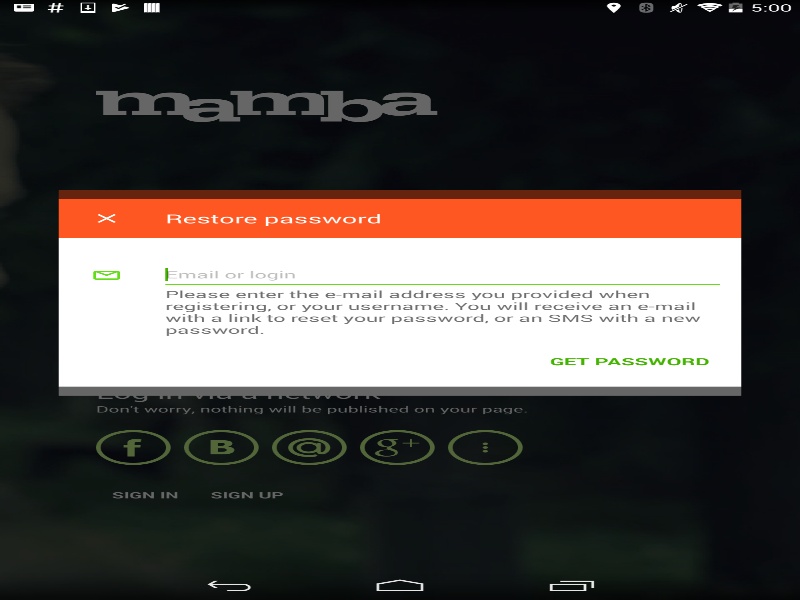 5:00
mamba
Restore password
Email or login
Please enter the e-mail address you provided when
registering, or your username. You will receive an e-mail
with a link to reset your password, or an SMS with a new
password.
GET PASSWORD
Log in via a network
Don't worry, nothing will be published on your page.
f B @ g+
SIGN IN SIGN UP